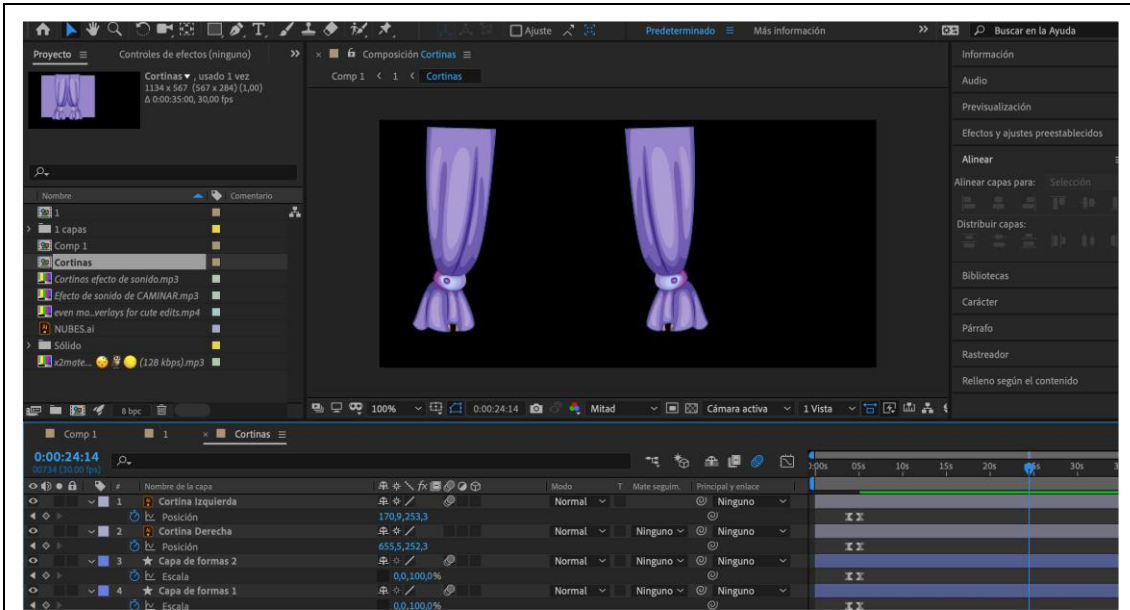 Ajuste Predeterminado Más información Buscar en la Ayuda
Proyecto Controles de efectos (ninguno) Composición Cortinas Información
Cortinas, usado 1 vez Comp 1 1 Cortinas
1134 x 567 (567 x 284) (1,00)
Δ 0:00:35:00, 30,00 fps
Audio
Previsualización
Efectos y ajustes preestablecidos
Alinear
Alinear capas para: Selección
Distribuir capas:
Bibliotecas
Carácter
Párrafo
Rastreador
Relleno según el contenido
Nombre Comentario
1
1 capas
Comp 1
Cortinas
Cortinas efecto de sonido.mp3
Efecto de sonido de CAMINAR.mp3
even mo...verlays for cute edits.mp4
NUBES.ai
Sólido
x2mate... 😚 💂 🟡 (128 kbps).mp3
8 bpc 100% 0:00:24:14 Mitad Cámara activa 1 Vista
Comp 1 1 Cortinas
0:00:24:14
00734 (30.00 fps)
05s 10s 15s 20s 30s
# Nombre de la capa Modo T Mate seguim. Principal y enlace
1 Cortina Izquierda Normal Ninguno
Posición 170,9,253,3
2 Cortina Derecha Normal Ninguno Ninguno
Posición 655,5,252,3
3 Capa de formas 2 Normal Ninguno Ninguno
Escala 0,0,100,0%
4 Capa de formas 1 Normal Ninguno Ninguno
Escala 0,0,100,0%